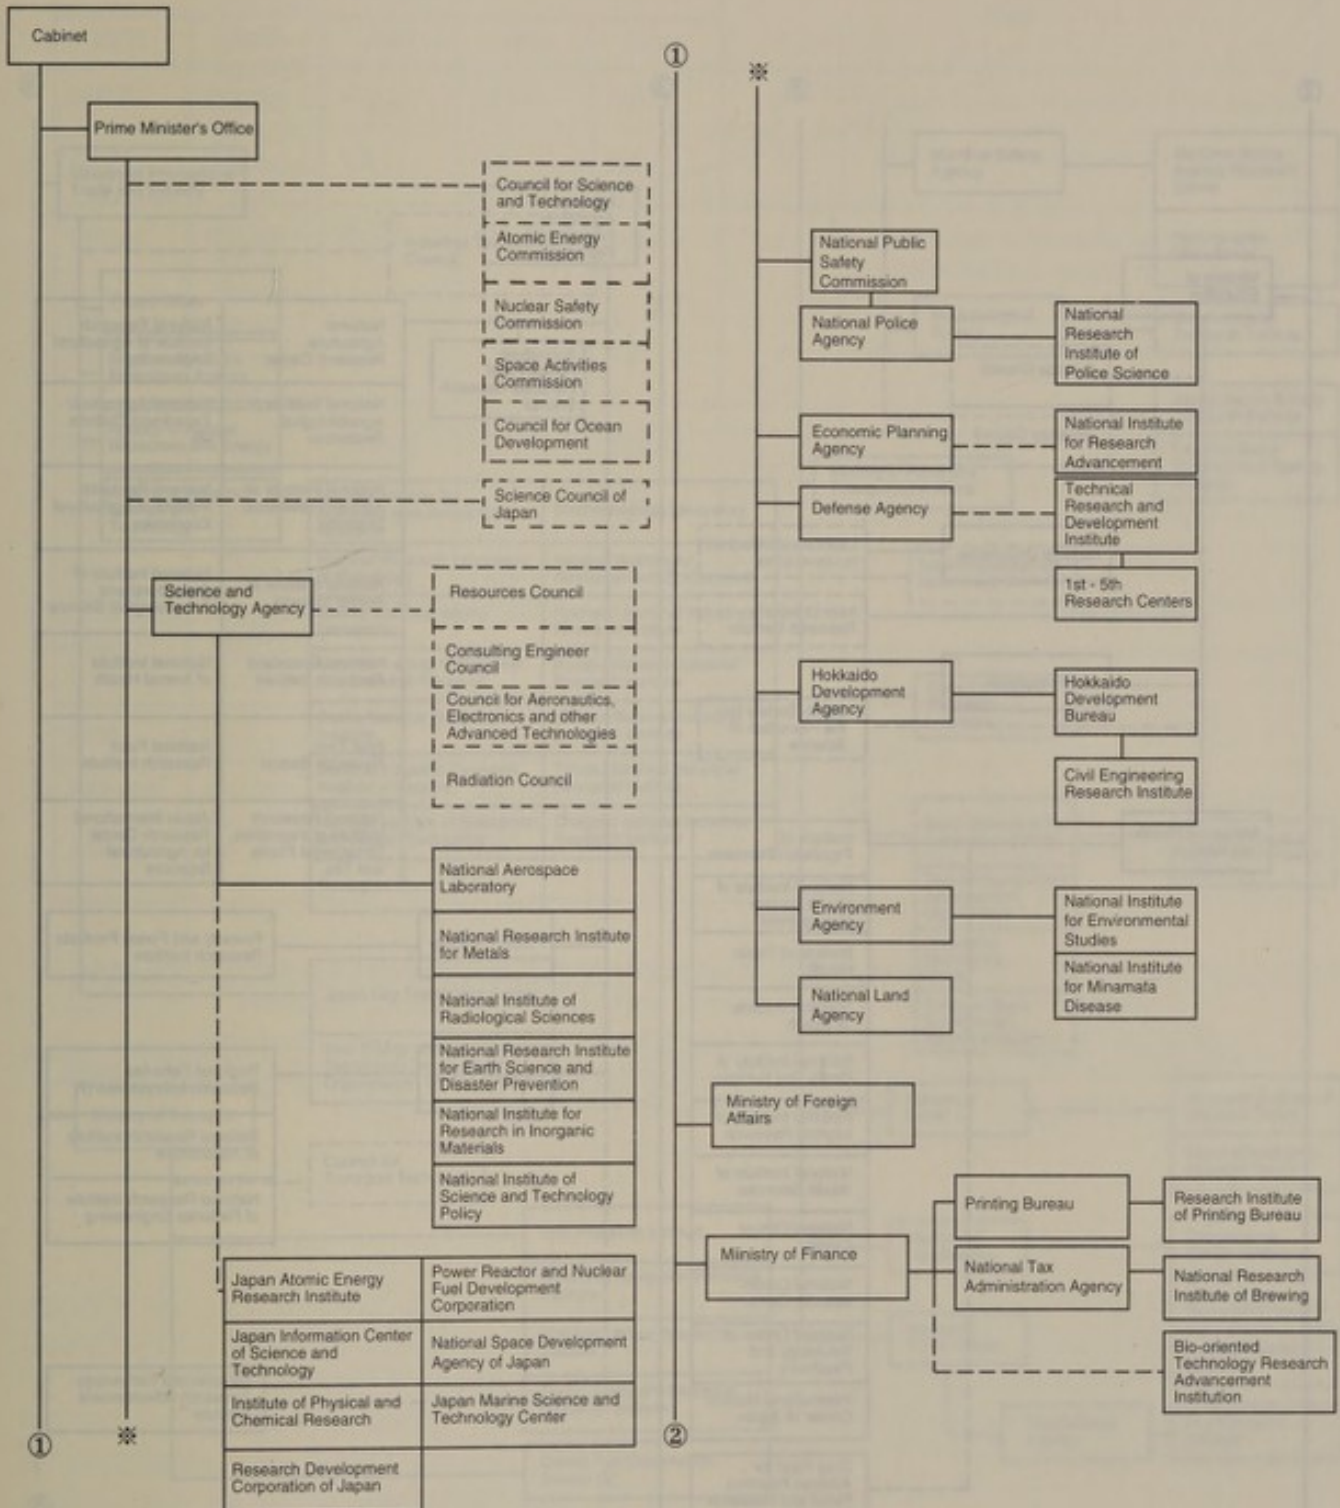 Cabinet
Prime Minister's Office
Council for Science
and Technology
Atomic Energy
Commission
Nuclear Safety
Commission
Space Activities
Commission
Council for Ocean
Development
Science Council of
Japan
Science and
Technology Agency
Resources Council
Consulting Engineer
Council
Council for Aeronautics,
Electronics and other
Advanced Technologies
Radiation Council
National Aerospace
Laboratory
National Research Institute
for Metals
National Institute of
Radiological Sciences
National Research Institute
for Earth Science and
Disaster Prevention
National Institute for
Research in Inorganic
Materials
National Institute of
Science and Technology
Policy
Japan Atomic Energy
Research Institute
Power Reactor and Nuclear
Fuel Development
Corporation
Japan Information Center
of Science and
Technology
National Space Development
Agency of Japan
Institute of Physical and
Chemical Research
Japan Marine Science and
Technology Center
Research Development
Corporation of Japan
①
※
①
※
National Public
Safety
Commission
National Police
Agency
National
Research
Institute of
Police Science
Economic Planning
Agency
National Institute
for Research
Advancement
Defense Agency
Technical
Research and
Development
Institute
1st - 5th
Research Centers
Hokkaido
Development
Agency
Hokkaido
Development
Bureau
Civil Engineering
Research Institute
Environment
Agency
National Institute
for Environmental
Studies
National Institute
for Minamata
Disease
National Land
Agency
Ministry of Foreign
Affairs
Miinistry of Finance
Printing Bureau
Research Institute
of Printing Bureau
National Tax
Administration Agency
National Research
Institute of Brewing
Bio-oriented
Technology Research
Advancement
Institution
②